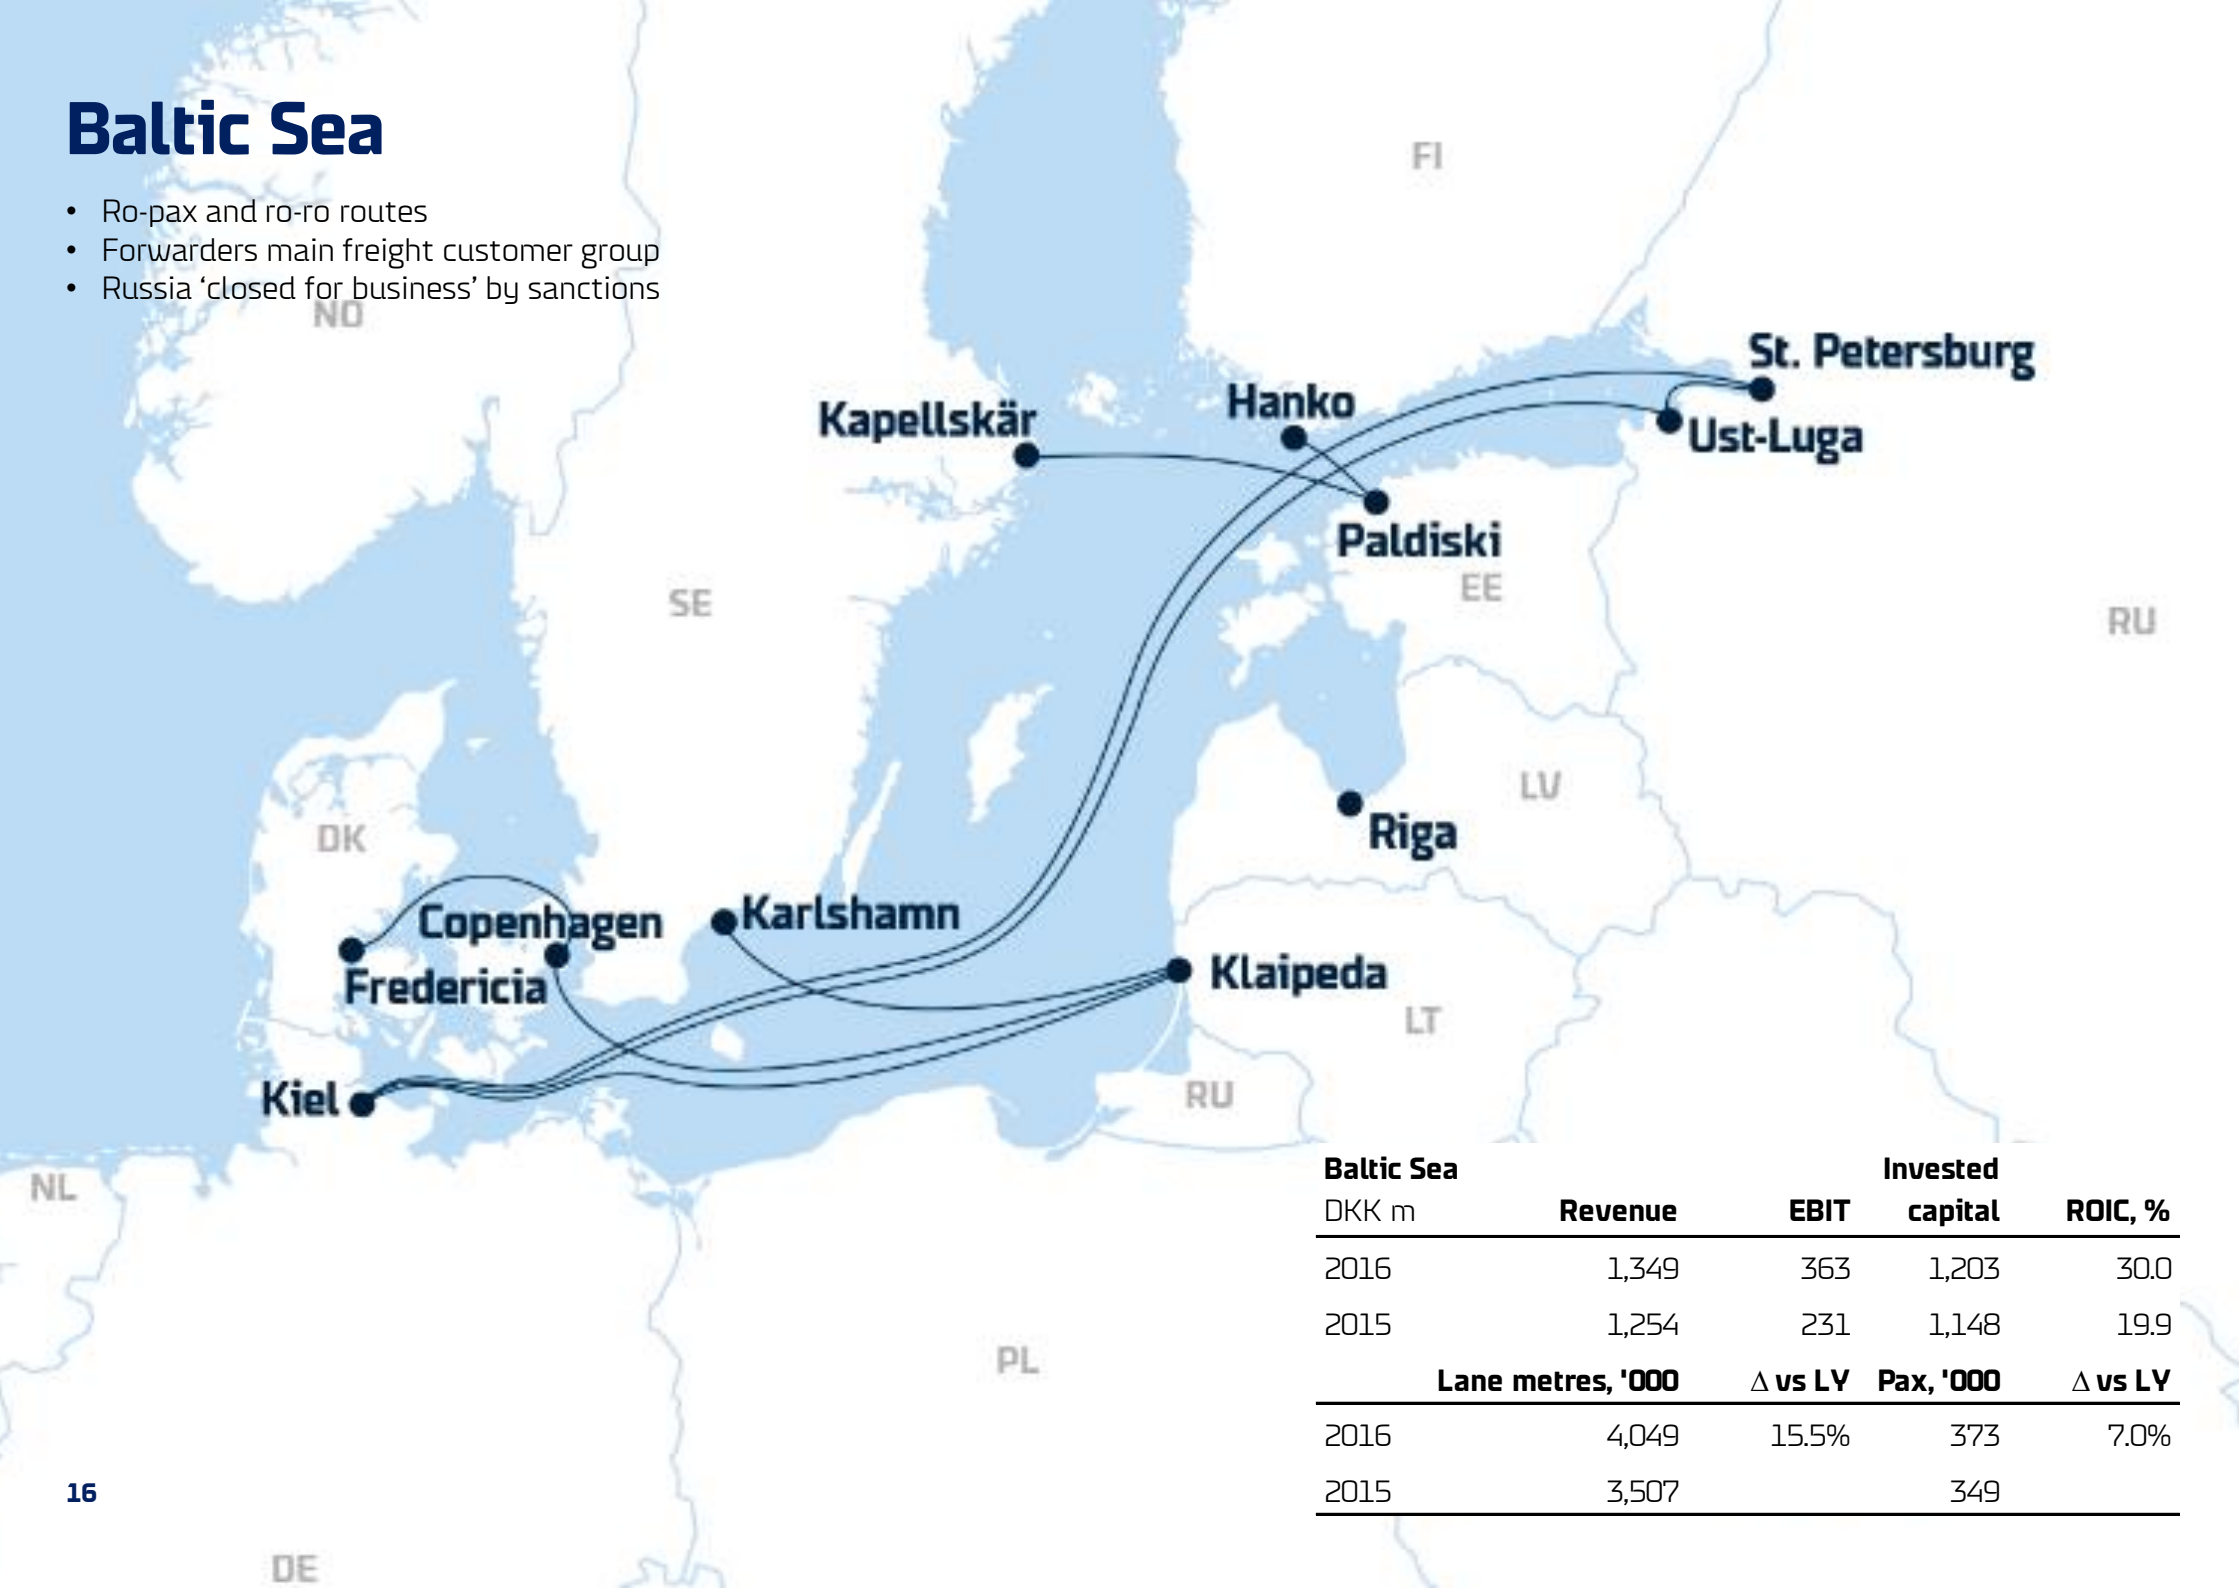 Baltic Sea
• Ro-pax and ro-ro routes
• Forwarders main freight customer group
• Russia ‘closed for business’ by sanctions
NO
FI
St. Petersburg
Hanko
Kapellskär
Ust-Luga
Paldiski
EE
SE
RU
LV
Riga
DK
Copenhagen
Karlshamn
Fredericia
Klaipeda
LT
Kiel
RU
NL
PL
DE
Baltic Sea Invested
DKK m Revenue EBIT capital ROIC, %
2016 1,349 363 1,203 30.0
2015 1,254 231 1,148 19.9
Lane metres, '000 Δ vs LY Pax, '000 Δ vs LY
2016 4,049 15.5% 373 7.0%
2015 3,507 349
16